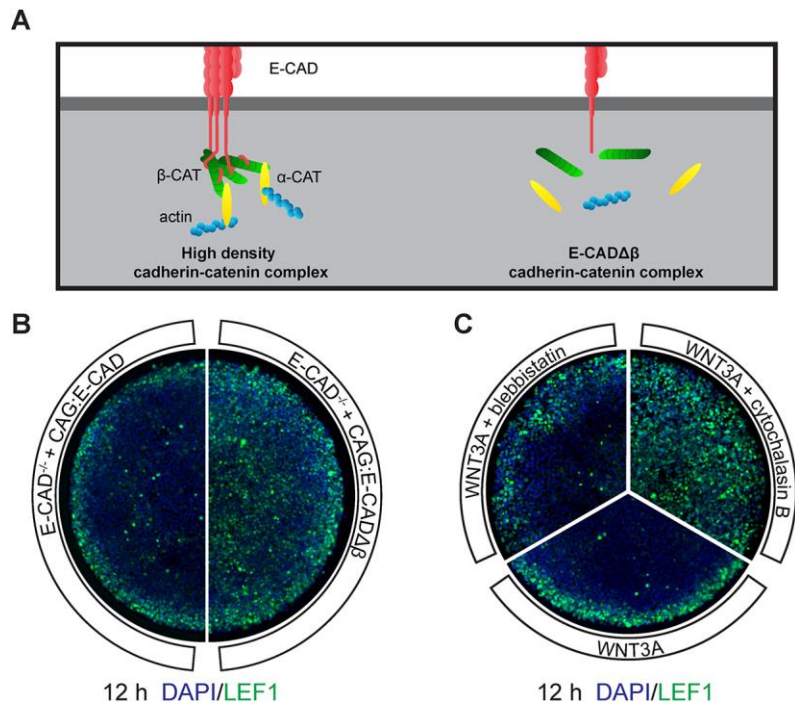 A
E-CAD
β-CAT
α-CAT
actin
High density
cadherin-catenin complex
E-CADΔβ
cadherin-catenin complex
B
E-CAD-/- + CAG:E-CAD
E-CAD-/- + CAG:E-CADΔβ
12 h DAPI/LEF1
C
WNT3A + blebbistatin
WNT3A + cytochalasin B
WNT3A
12 h DAPI/LEF1